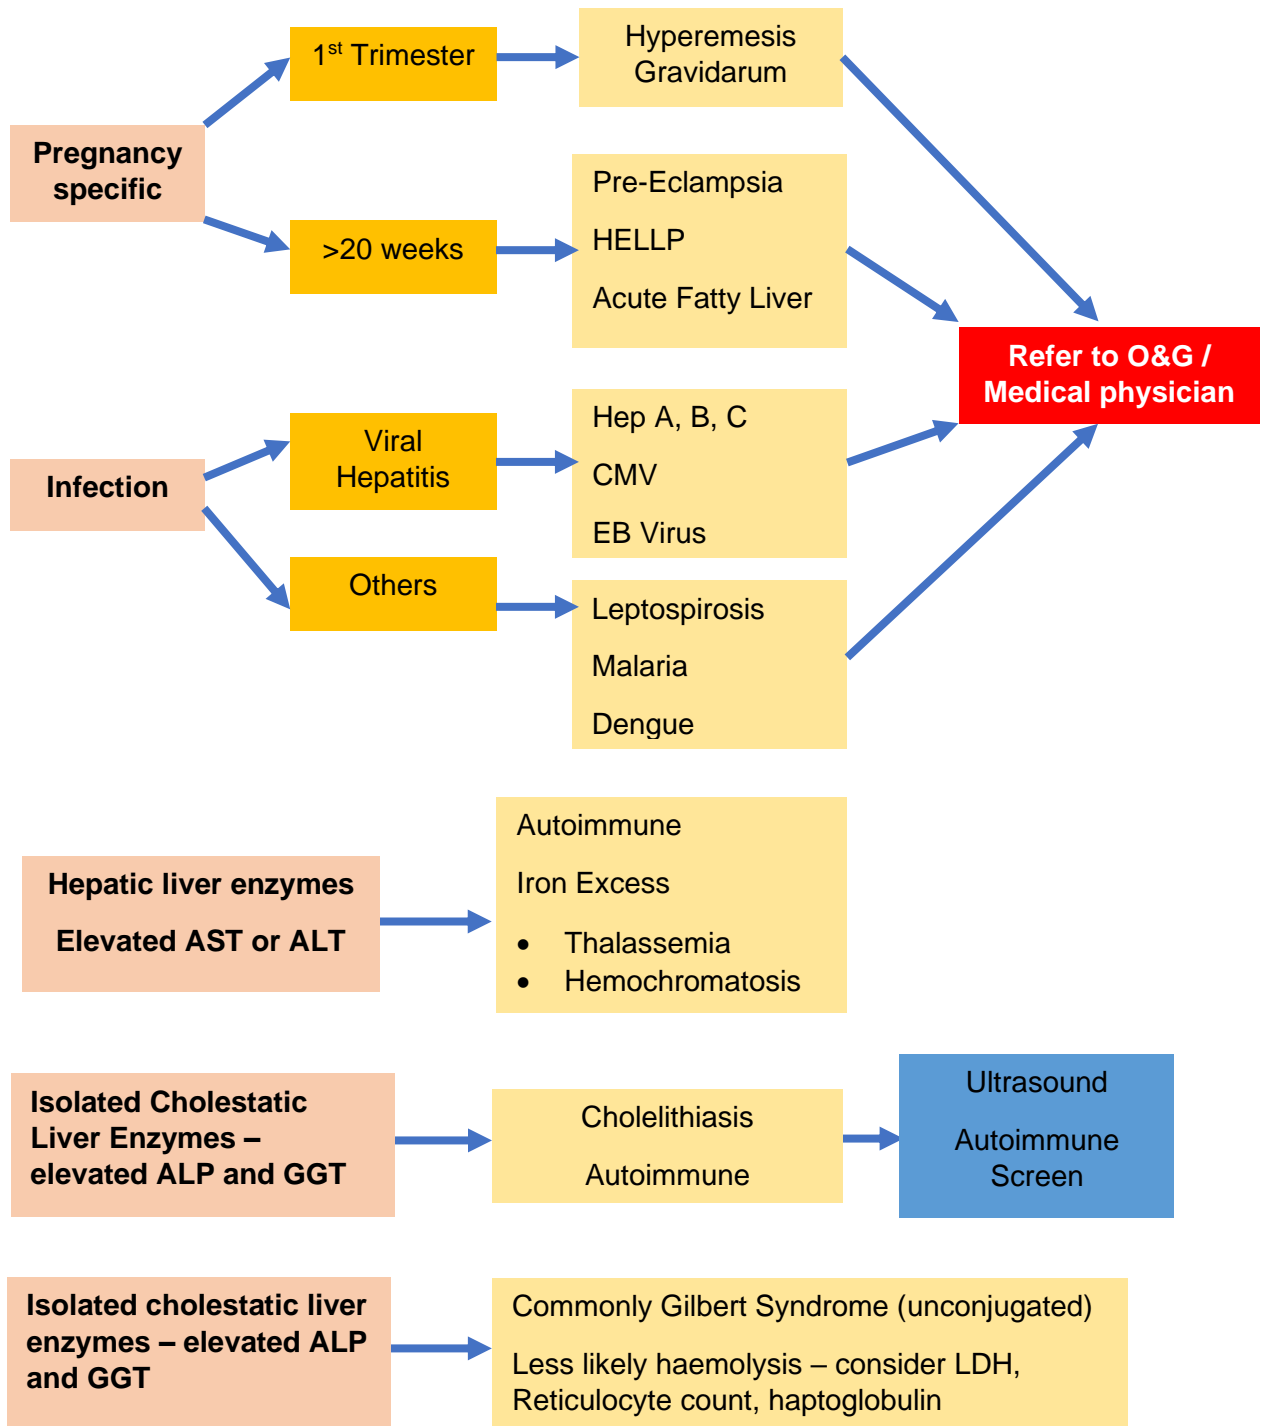 Pregnancy
specific
1st Trimester
Hyperemesis
Gravidarum
>20 weeks
Pre-Eclampsia
HELLP
Acute Fatty Liver
Refer to O&G /
Medical physician
Infection
Viral
Hepatitis
Hep A, B, C
CMV
EB Virus
Others
Leptospirosis
Malaria
Dengue
Hepatic liver enzymes
Elevated AST or ALT
Autoimmune
Iron Excess
• Thalassemia
• Hemochromatosis
Isolated Cholestatic
Liver Enzymes –
elevated ALP and GGT
Cholelithiasis
Autoimmune
Ultrasound
Autoimmune
Screen
Isolated cholestatic liver
enzymes – elevated ALP
and GGT
Commonly Gilbert Syndrome (unconjugated)
Less likely haemolysis – consider LDH,
Reticulocyte count, haptoglobulin